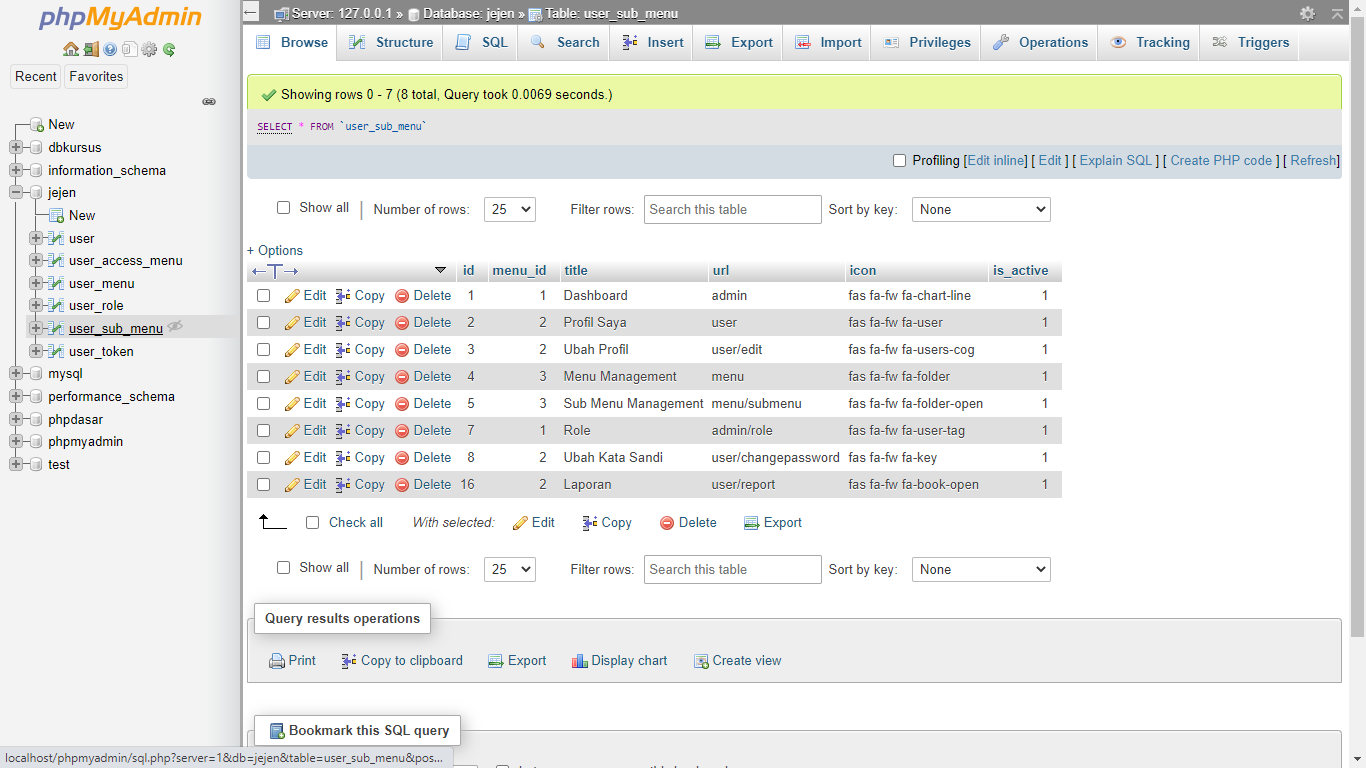 phpMyAdmin
Recent Favorites
New
dbkursus
information_schema
jejen
New
user
user_access_menu
user_menu
user_role
user_sub_menu
user_token
mysql
performance_schema
phpdasar
phpmyadmin
test
Server: 127.0.0.1 » Database: jejen » Table: user_sub_menu
Browse Structure SQL Search Insert Export Import Privileges Operations Tracking Triggers
Showing rows 0 - 7 (8 total, Query took 0.0069 seconds.)
SELECT * FROM `user_sub_menu`
Profiling [Edit inline] [ Edit ] [ Explain SQL ] [ Create PHP code ] [ Refresh]
Show all | Number of rows: 25 Filter rows: Search this table Sort by key: None
+ Options
←T→ id menu_id title url icon is_active
Edit Copy Delete 1 1 Dashboard admin fas fa-fw fa-chart-line 1
Edit Copy Delete 2 2 Profil Saya user fas fa-fw fa-user 1
Edit Copy Delete 3 2 Ubah Profil user/edit fas fa-fw fa-users-cog 1
Edit Copy Delete 4 3 Menu Management menu fas fa-fw fa-folder 1
Edit Copy Delete 5 3 Sub Menu Management menu/submenu fas fa-fw fa-folder-open 1
Edit Copy Delete 7 1 Role admin/role fas fa-fw fa-user-tag 1
Edit Copy Delete 8 2 Ubah Kata Sandi user/changepassword fas fa-fw fa-key 1
Edit Copy Delete 16 2 Laporan user/report fas fa-fw fa-book-open 1
Check all With selected: Edit Copy Delete Export
Show all | Number of rows: 25 Filter rows: Search this table Sort by key: None
Query results operations
Print Copy to clipboard Export Display chart Create view
Bookmark this SQL query
localhost/phpmyadmin/sql.php?server=1&db=jejen&table=user_sub_menu&pos...